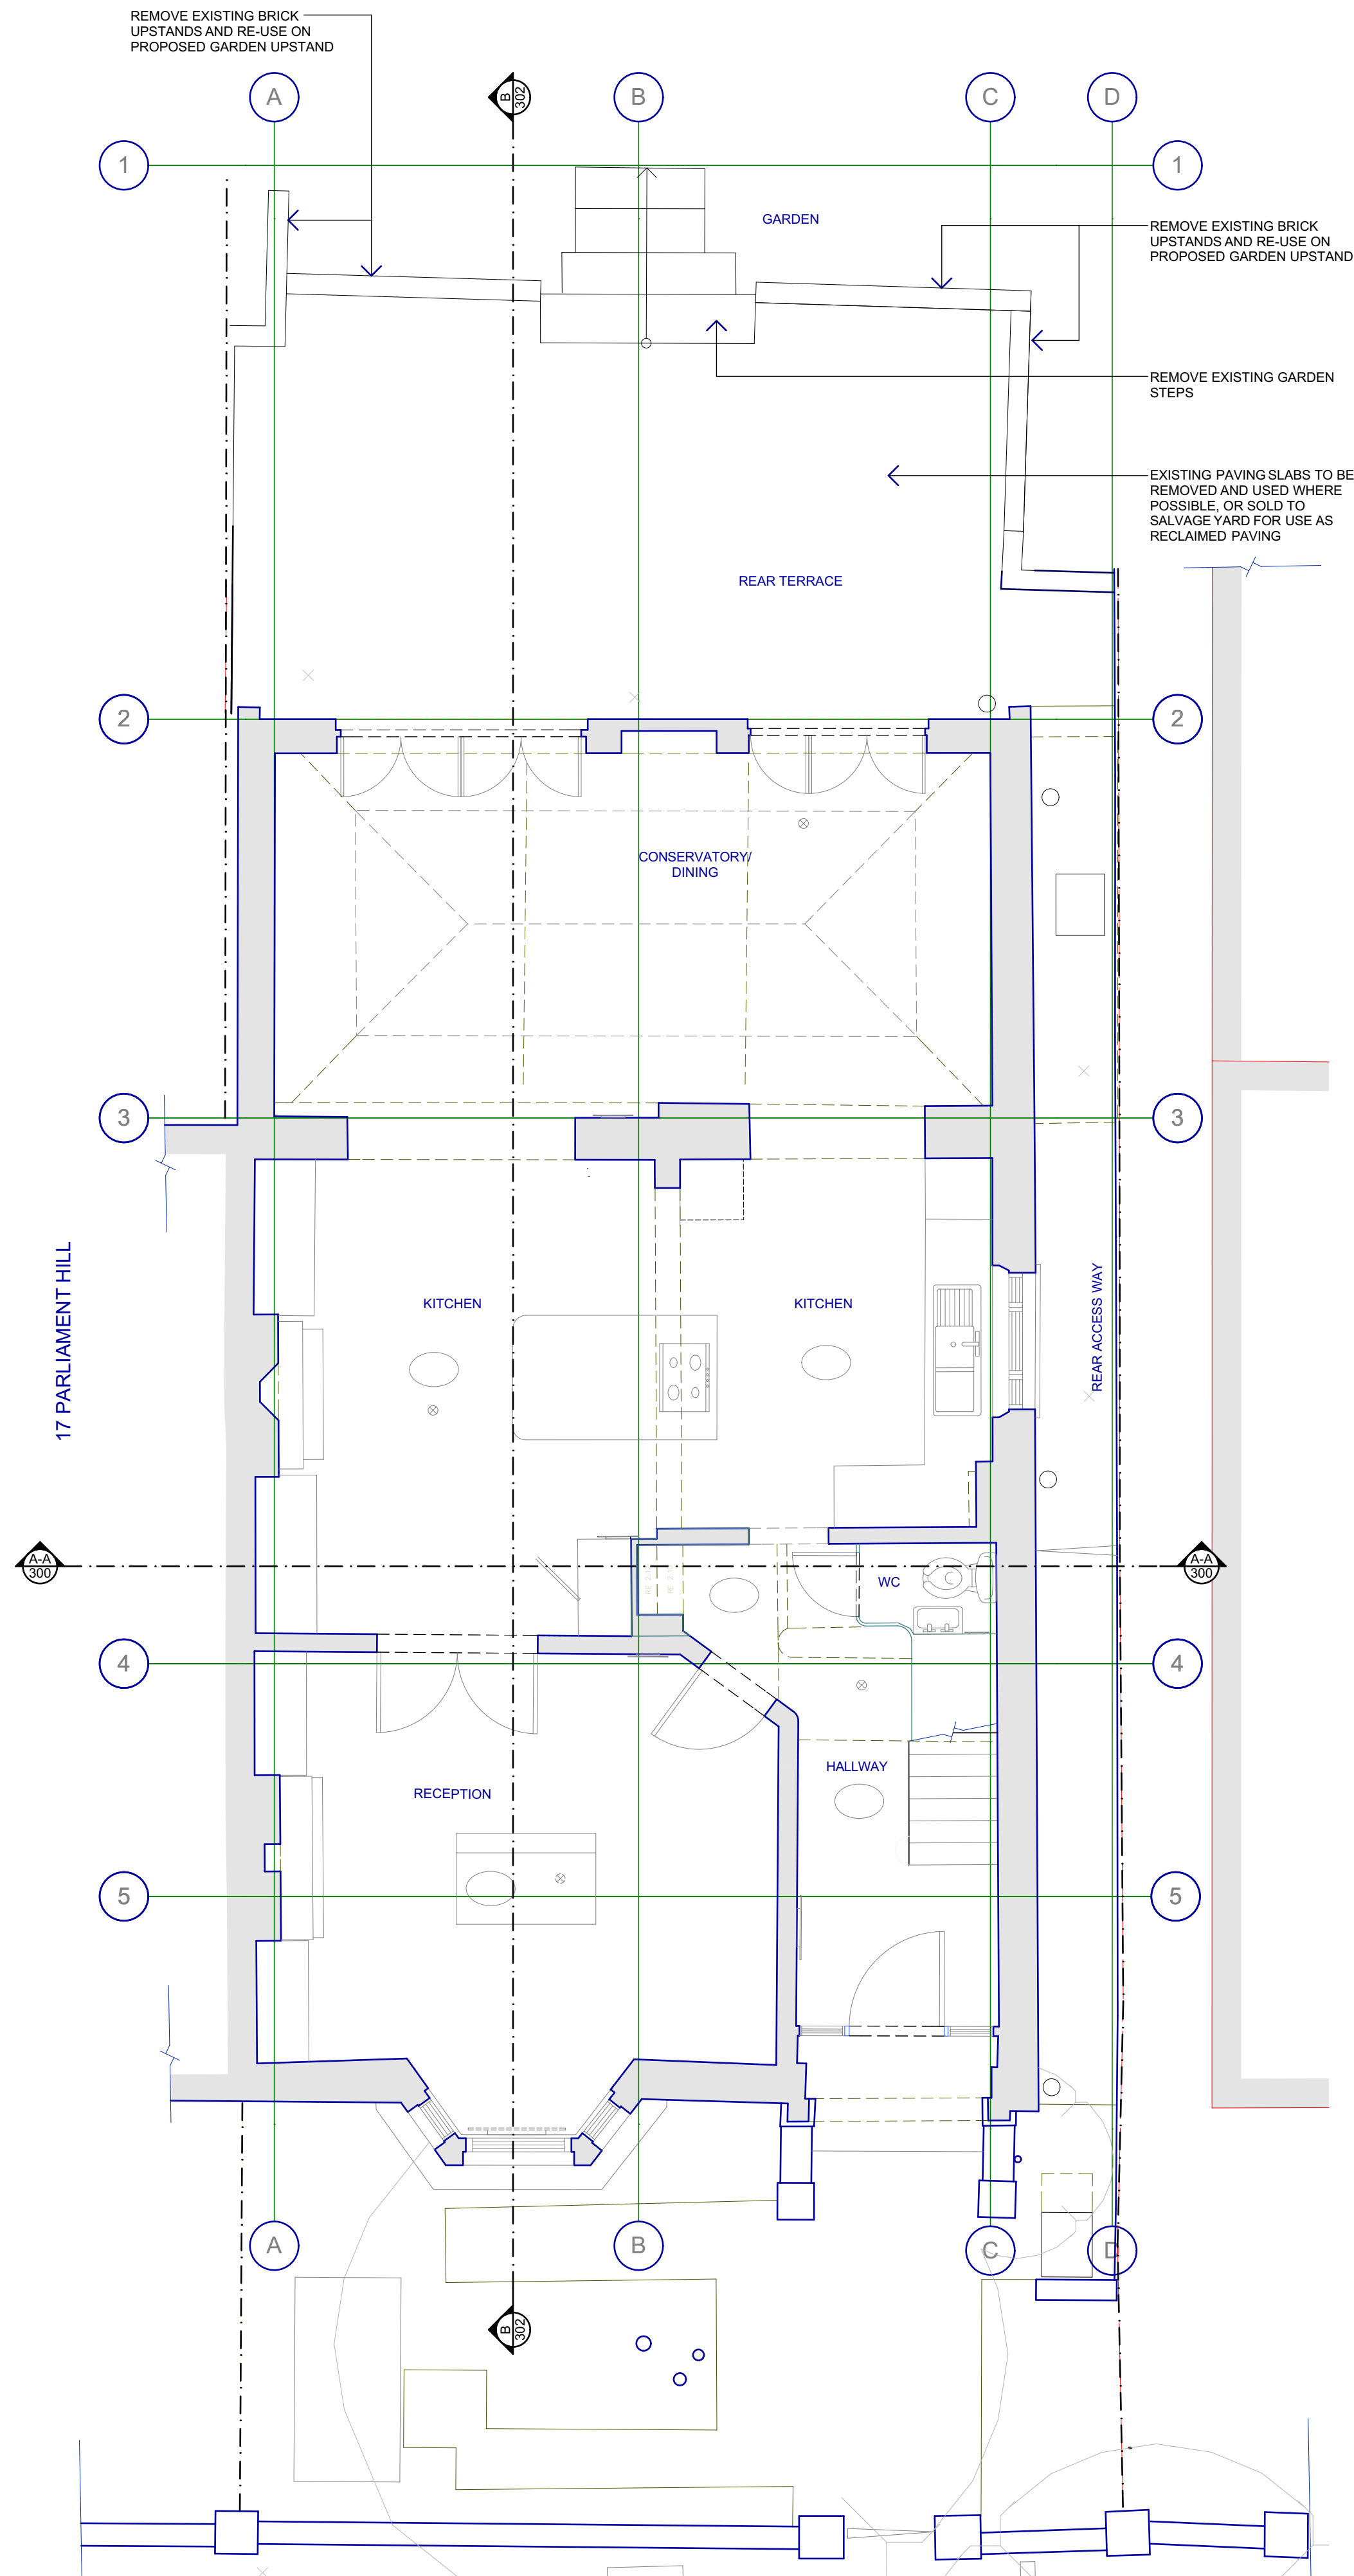 REMOVE EXISTING BRICK
UPSTANDS AND RE-USE ON
PROPOSED GARDEN UPSTAND
A
B
302
B
C
D
1
1
GARDEN
REMOVE EXISTING BRICK
UPSTANDS AND RE-USE ON
PROPOSED GARDEN UPSTAND
REMOVE EXISTING GARDEN
STEPS
EXISTING PAVING SLABS TO BE
REMOVED AND USED WHERE
POSSIBLE, OR SOLD TO
SALVAGE YARD FOR USE AS
RECLAIMED PAVING
REAR TERRACE
2
2
CONSERVATORY/
DINING
3
3
17 PARLIAMENT HILL
KITCHEN
KITCHEN
REAR ACCESS WAY
A-A
300
WC
A-A
300
4
4
HALLWAY
RECEPTION
5
5
A
B
C
D
B
302